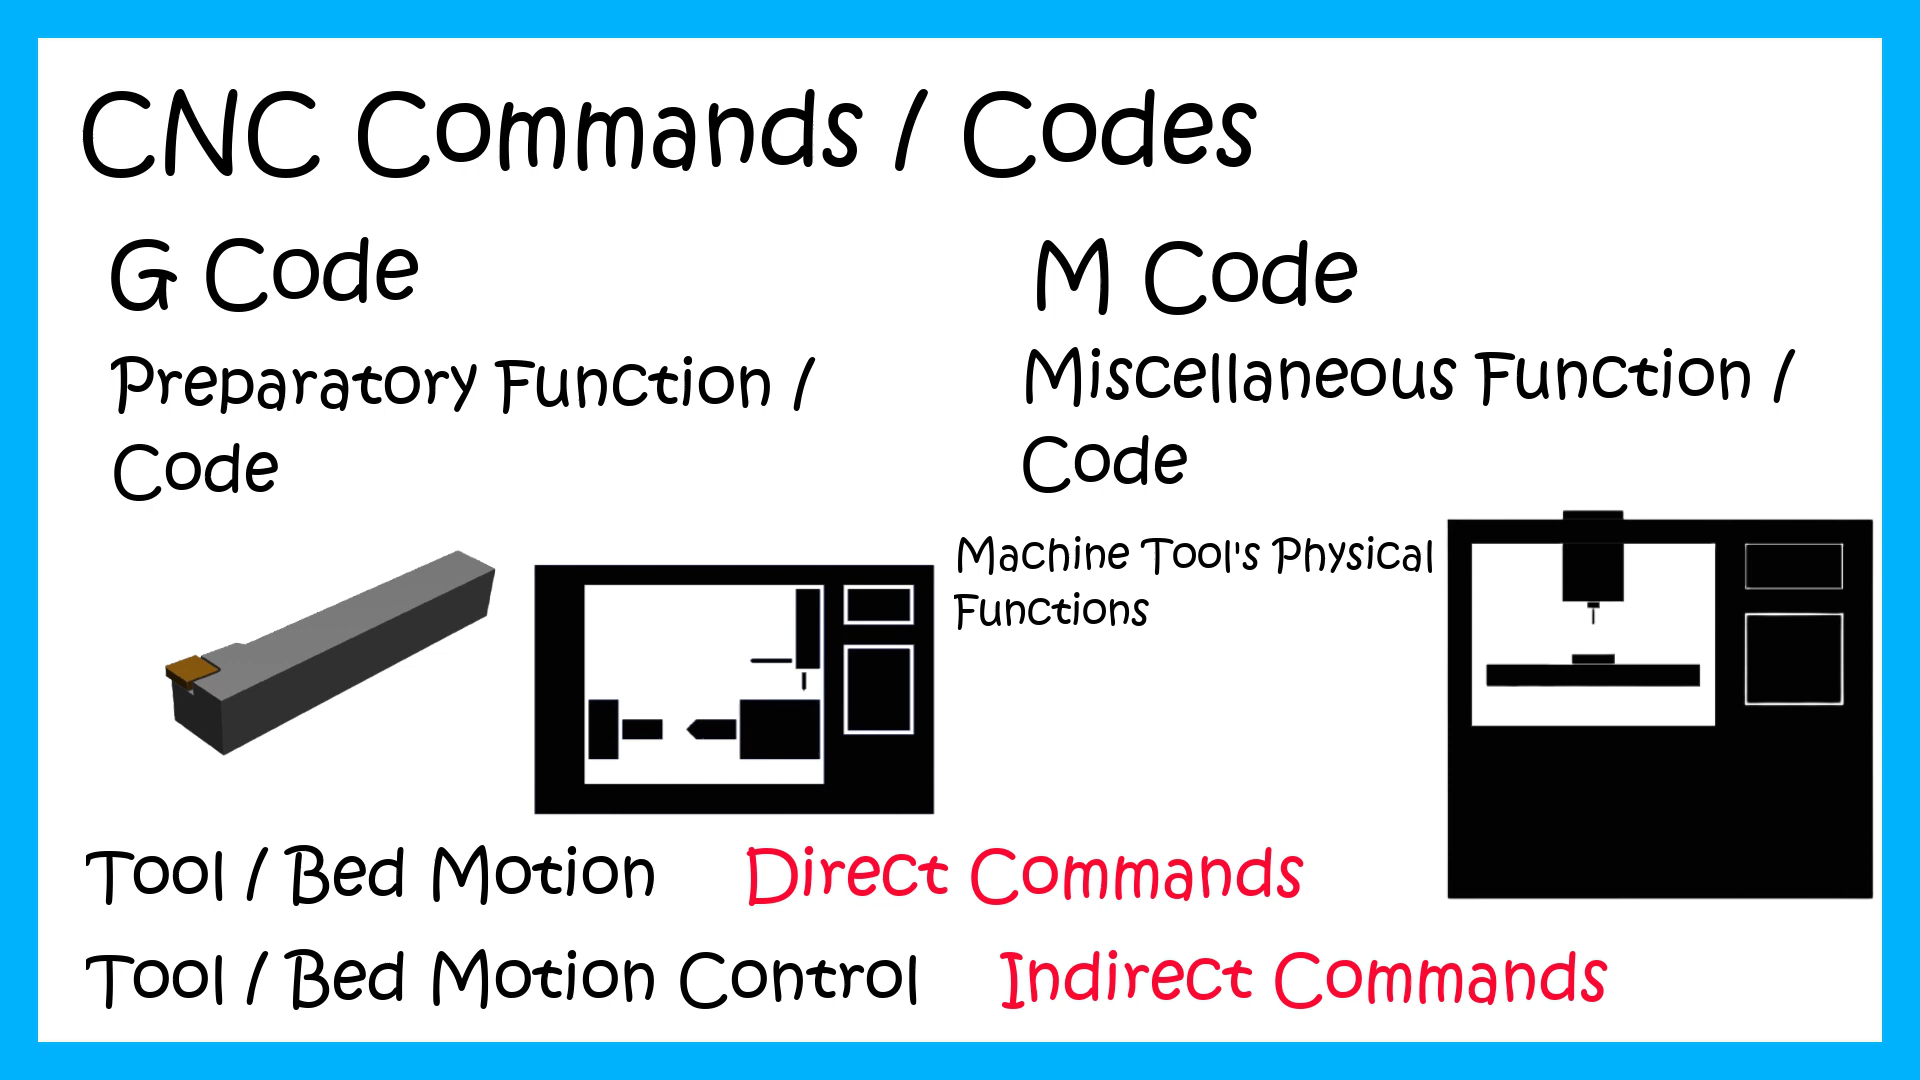 CNC Commands / Codes
G Code
Preparatory Function /
Code
M Code
Miscellaneous Function /
Code
Machine Tool's Physical
Functions
Tool / Bed Motion
Direct Commands
Tool / Bed Motion Control
Indirect Commands